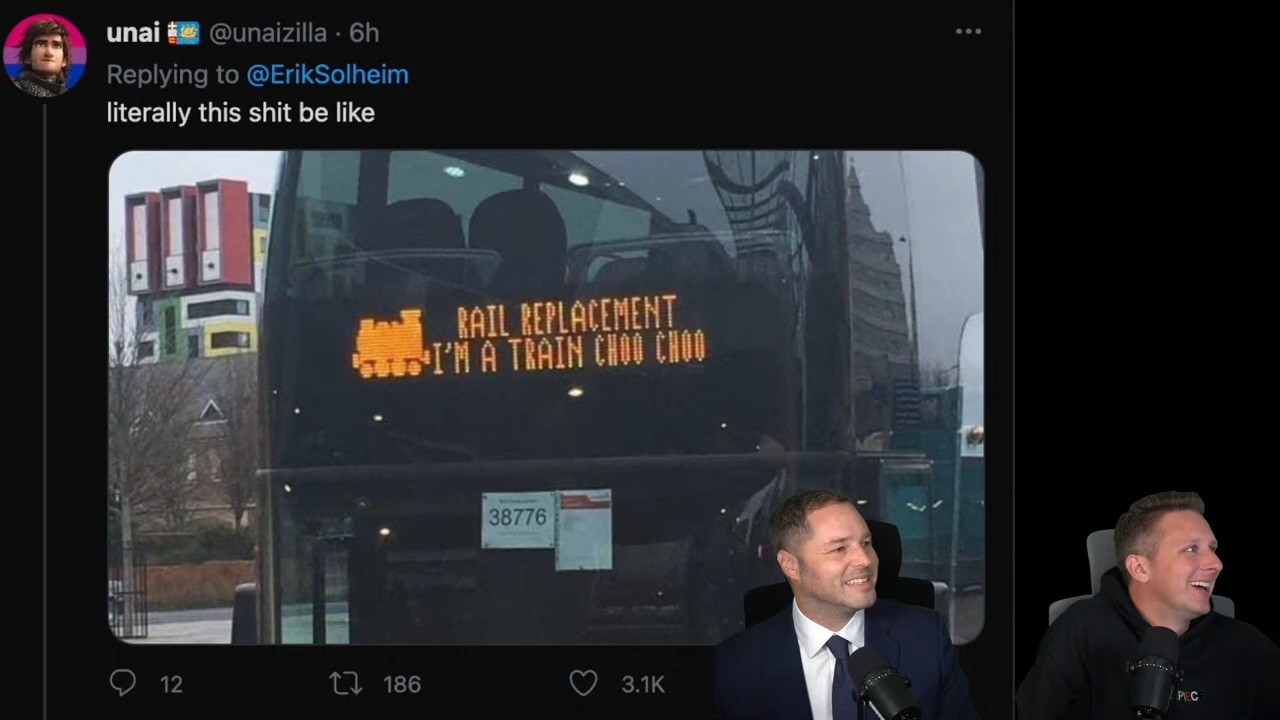 unai @unaizilla · 6h
Replying to @ErikSolheim
literally this shit be like
RAIL REPLACEMENT
I'M A TRAIN CHOO CHOO
38776
12 186 3.1K